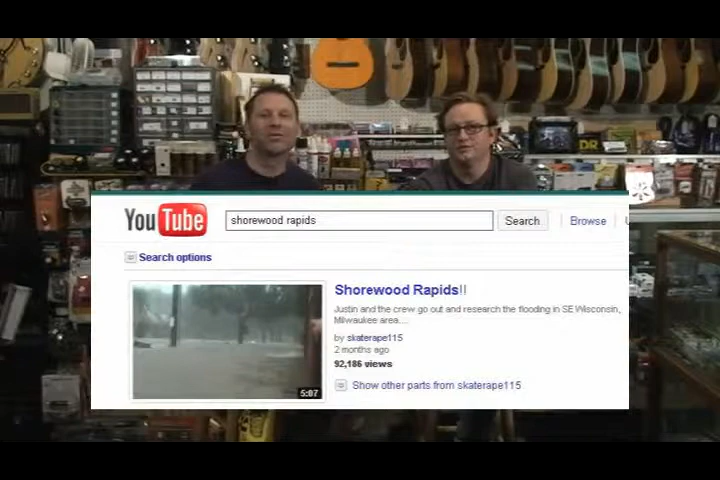 DR
YouTube shorewood rapids Search Browse
Search options
Shorewood Rapids!!
Justin and the crew go out and research the flooding in SE Wisconsin,
Milwaukee area....
by skaterape115
2 months ago
92,186 views
5:07 Show other parts from skaterape115